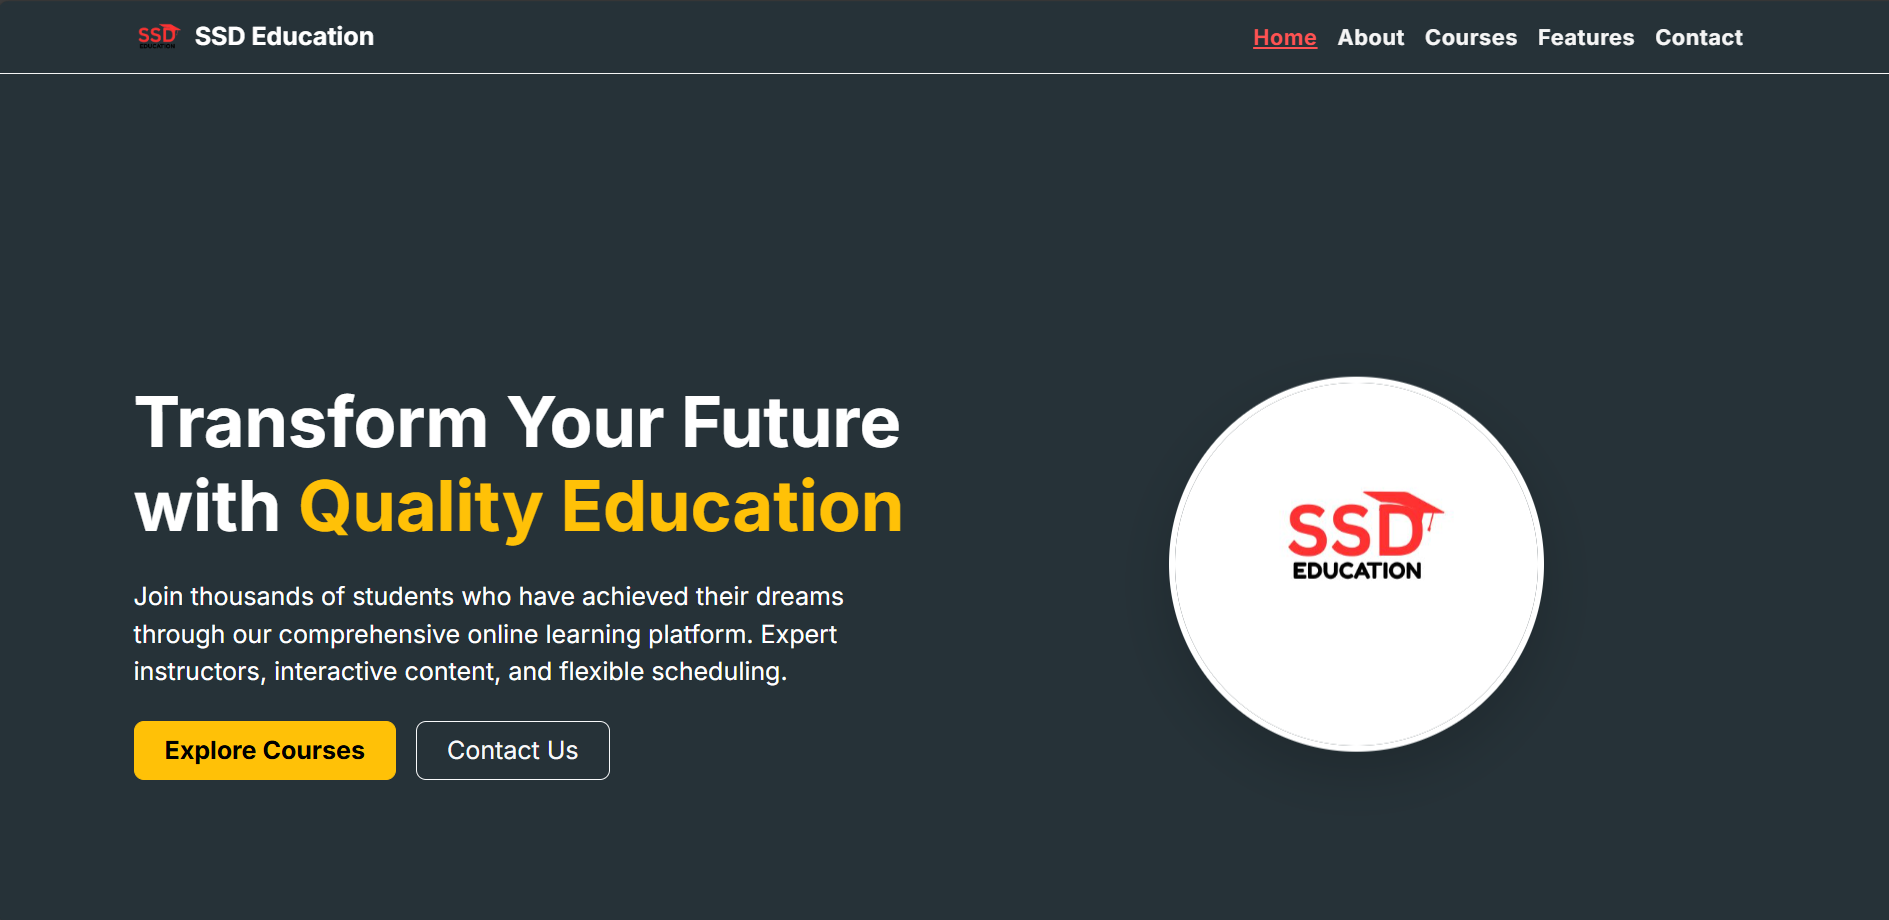 SSD
EDUCATION
SSD Education
Home About Courses Features Contact
Transform Your Future
with Quality Education
Join thousands of students who have achieved their dreams
through our comprehensive online learning platform. Expert
instructors, interactive content, and flexible scheduling.
Explore Courses Contact Us
SSD
EDUCATION